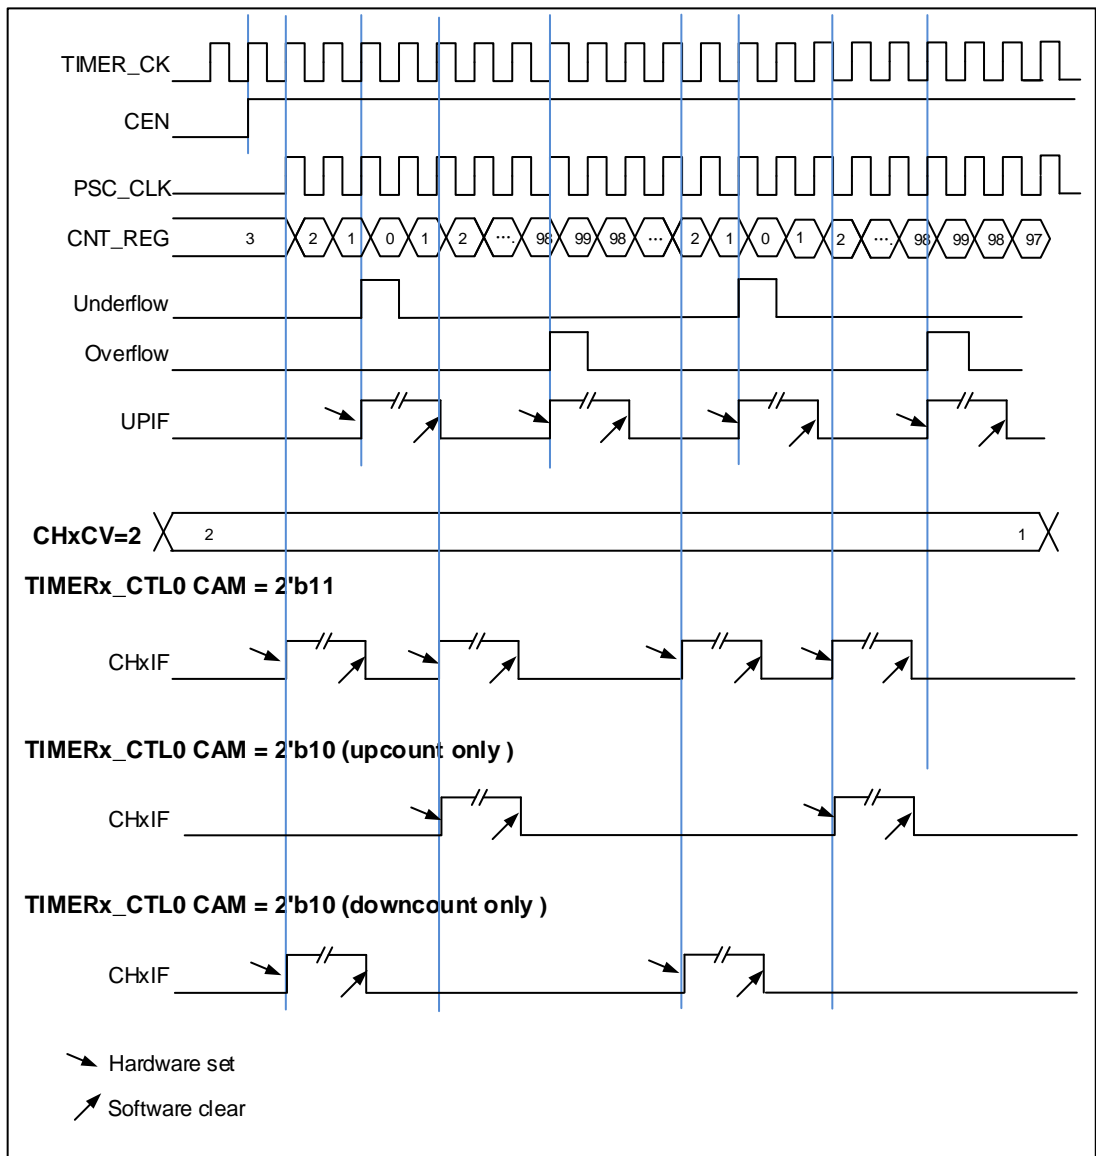 TIMER_CK
CEN
PSC_CLK
CNT_REG 3 2 1 0 1 2 .... 98 99 98 ... 2 1 0 1 2 .... 98 99 98 97
Underflow
Overflow
UPIF
CHxCV=2 2 1
TIMERx_CTL0 CAM = 2'b11
CHxIF
TIMERx_CTL0 CAM = 2'b10 (upcount only )
CHxIF
TIMERx_CTL0 CAM = 2'b10 (downcount only )
CHxIF
Hardware set
Software clear